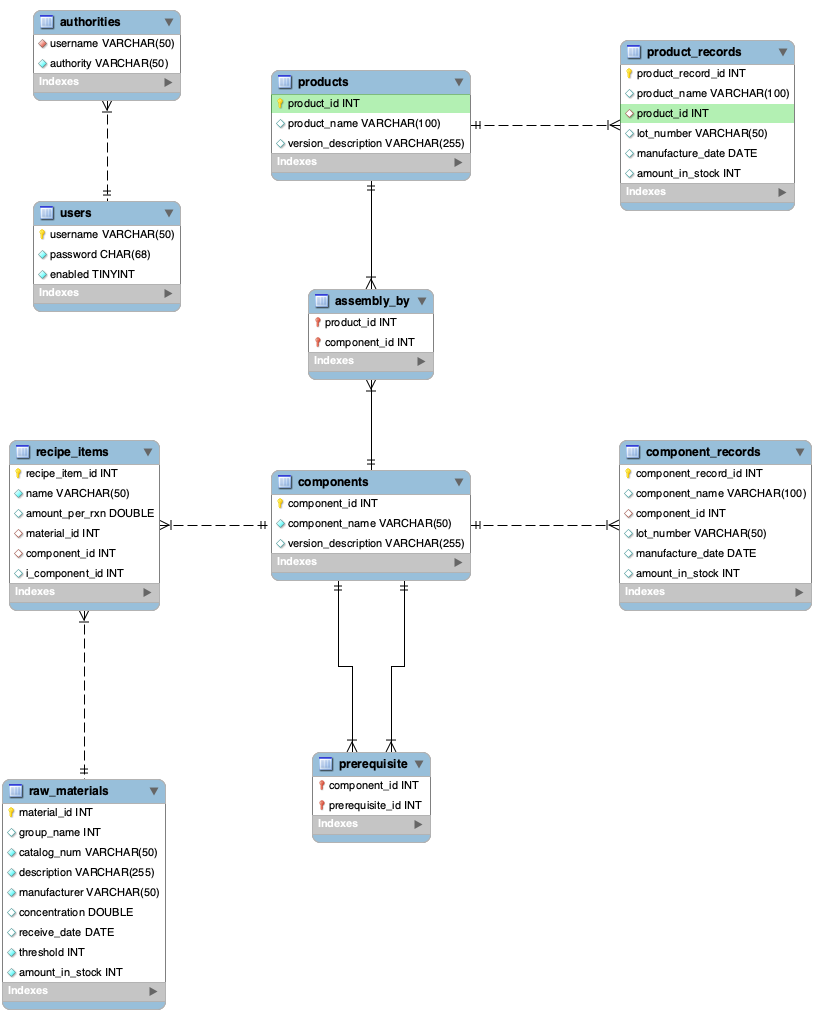 authorities
username VARCHAR(50)
authority VARCHAR(50)
Indexes
users
username VARCHAR(50)
password CHAR(68)
enabled TINYINT
Indexes
products
product_id INT
product_name VARCHAR(100)
version_description VARCHAR(255)
Indexes
product_records
product_record_id INT
product_name VARCHAR(100)
product_id INT
lot_number VARCHAR(50)
manufacture_date DATE
amount_in_stock INT
Indexes
assembly_by
product_id INT
component_id INT
Indexes
recipe_items
recipe_item_id INT
name VARCHAR(50)
amount_per_rxn DOUBLE
material_id INT
component_id INT
i_component_id INT
Indexes
components
component_id INT
component_name VARCHAR(50)
version_description VARCHAR(255)
Indexes
component_records
component_record_id INT
component_name VARCHAR(100)
component_id INT
lot_number VARCHAR(50)
manufacture_date DATE
amount_in_stock INT
Indexes
prerequisite
component_id INT
prerequisite_id INT
Indexes
raw_materials
material_id INT
group_name INT
catalog_num VARCHAR(50)
description VARCHAR(255)
manufacturer VARCHAR(50)
concentration DOUBLE
receive_date DATE
threshold INT
amount_in_stock INT
Indexes